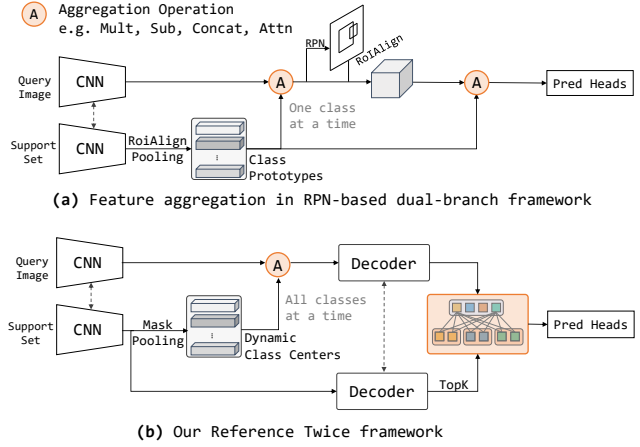 A
Aggregation Operation
e.g. Mult, Sub, Concat, Attn
Query
Image
CNN
A
RPN
RoIAlign
A
Pred Heads
One class
at a time
Support
Set
CNN
RoiAlign
Pooling
Class
Prototypes
(a) Feature aggregation in RPN-based dual-branch framework
Query
Image
CNN
A
Decoder
All classes
at a time
Support
Set
CNN
Mask
Pooling
Dynamic
Class Centers
Pred Heads
Decoder
TopK
(b) Our Reference Twice framework